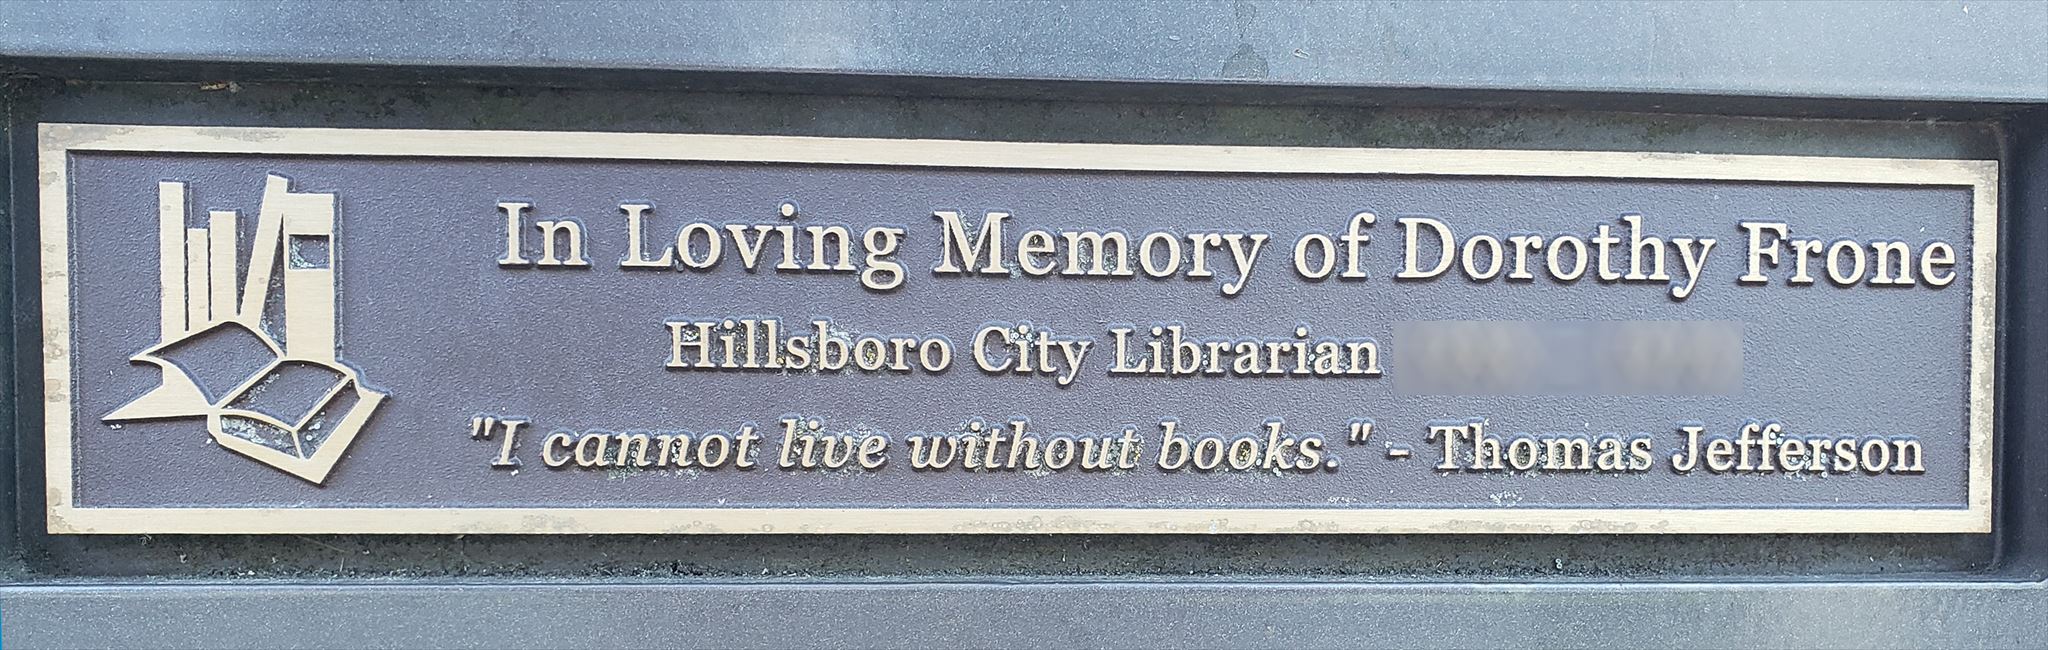 In Loving Memory of Dorothy Frone
Hillsboro City Librarian
"I cannot live without books." - Thomas Jefferson